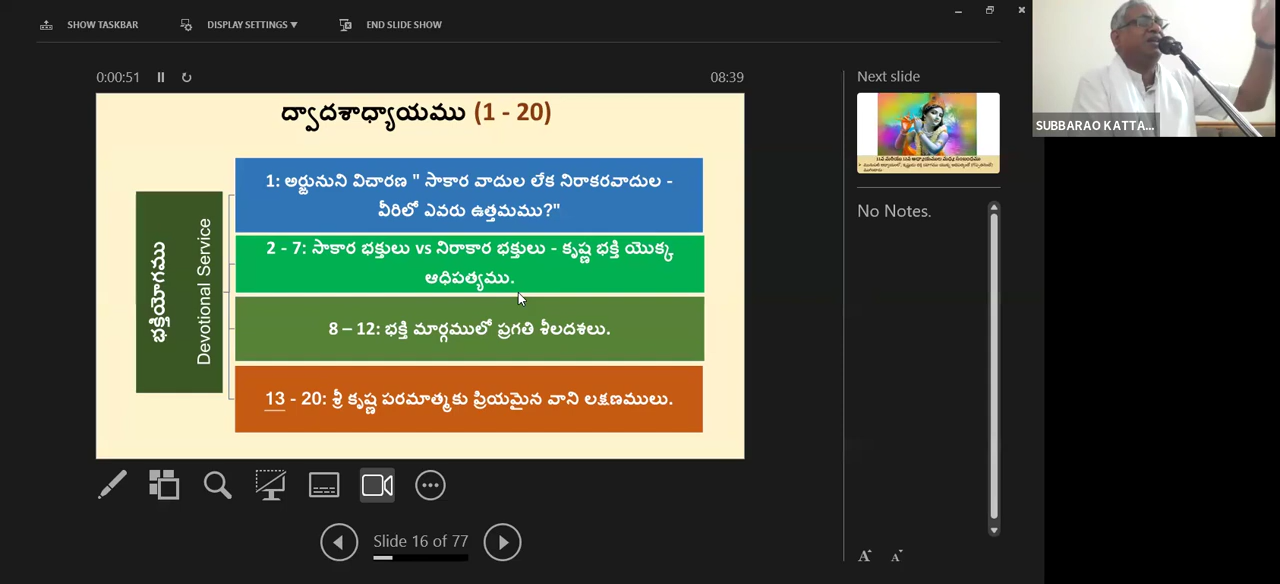 SHOW TASKBAR
DISPLAY SETTINGS ▼
END SLIDE SHOW
0:00:51
08:39
ద్వాదశాధ్యాయము (1 - 20)
భక్తియోగము
Devotional Service
1: అర్జునుని విచారణ " సాకార వాదుల లేక నిరాకరవాదుల -
వీరిలో ఎవరు ఉత్తమము?"
2 - 7: సాకార భక్తులు vs నిరాకార భక్తులు - కృష్ణ భక్తి యొక్క
ఆధిపత్యము.
8 – 12: భక్తి మార్గములో ప్రగతి శీలదశలు.
13 - 20: శ్రీ కృష్ణ పరమాత్మకు ప్రియమైన వాని లక్షణములు.
Slide 16 of 77
Next slide
No Notes.
A A
SUBBARAO KATTA...